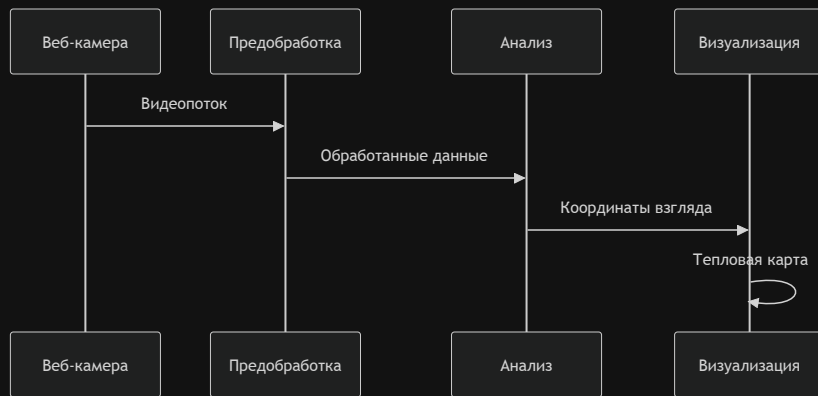 Веб-камера
Предобработка
Анализ
Визуализация
Видеопоток
Обработанные данные
Координаты взгляда
Тепловая карта
Веб-камера
Предобработка
Анализ
Визуализация